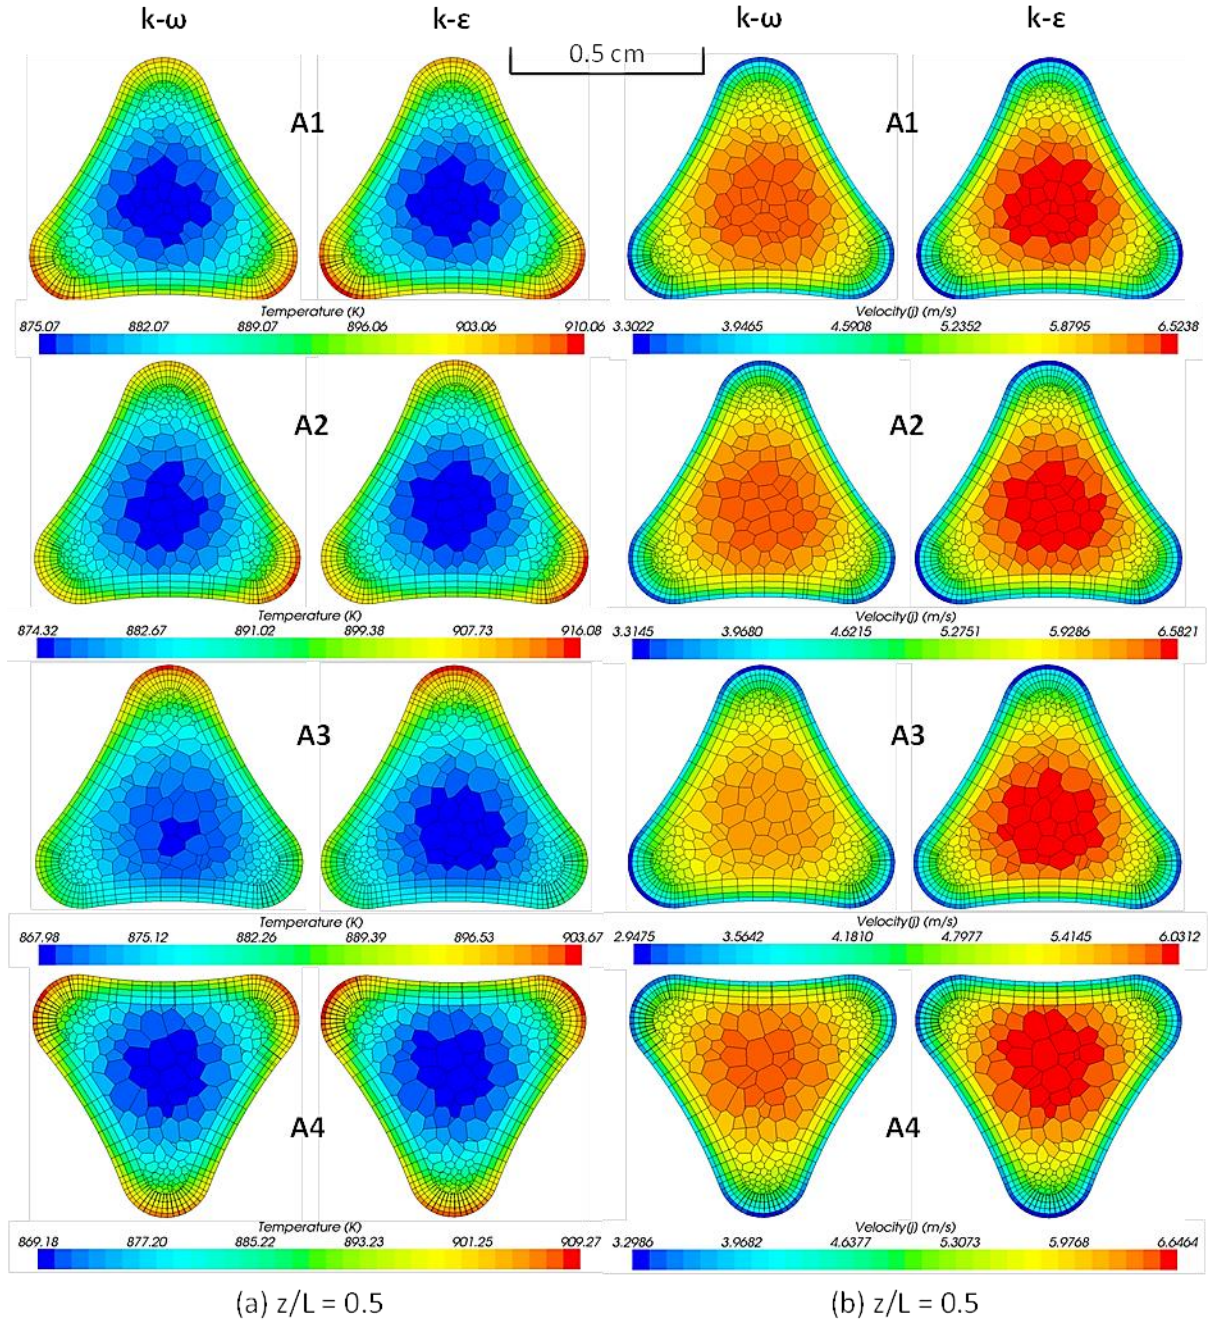 k-ω k-ε k-ω k-ε
0.5 cm
A1 A1
Temperature (K) Velocity(j) (m/s)
875.07 882.07 889.07 896.06 903.06 910.06 3.3022 3.9465 4.5908 5.2352 5.8795 6.5238
A2 A2
Temperature (K) Velocity(j) (m/s)
874.32 882.67 891.02 899.38 907.73 916.08 3.3145 3.9680 4.6215 5.2751 5.9286 6.5821
A3 A3
Temperature (K) Velocity(j) (m/s)
867.98 875.12 882.26 889.39 896.53 903.67 2.9475 3.5642 4.1810 4.7977 5.4145 6.0312
A4 A4
Temperature (K) Velocity(j) (m/s)
869.18 877.20 885.22 893.23 901.25 909.27 3.2986 3.9682 4.6377 5.3073 5.9768 6.6464
(a) z/L = 0.5 (b) z/L = 0.5